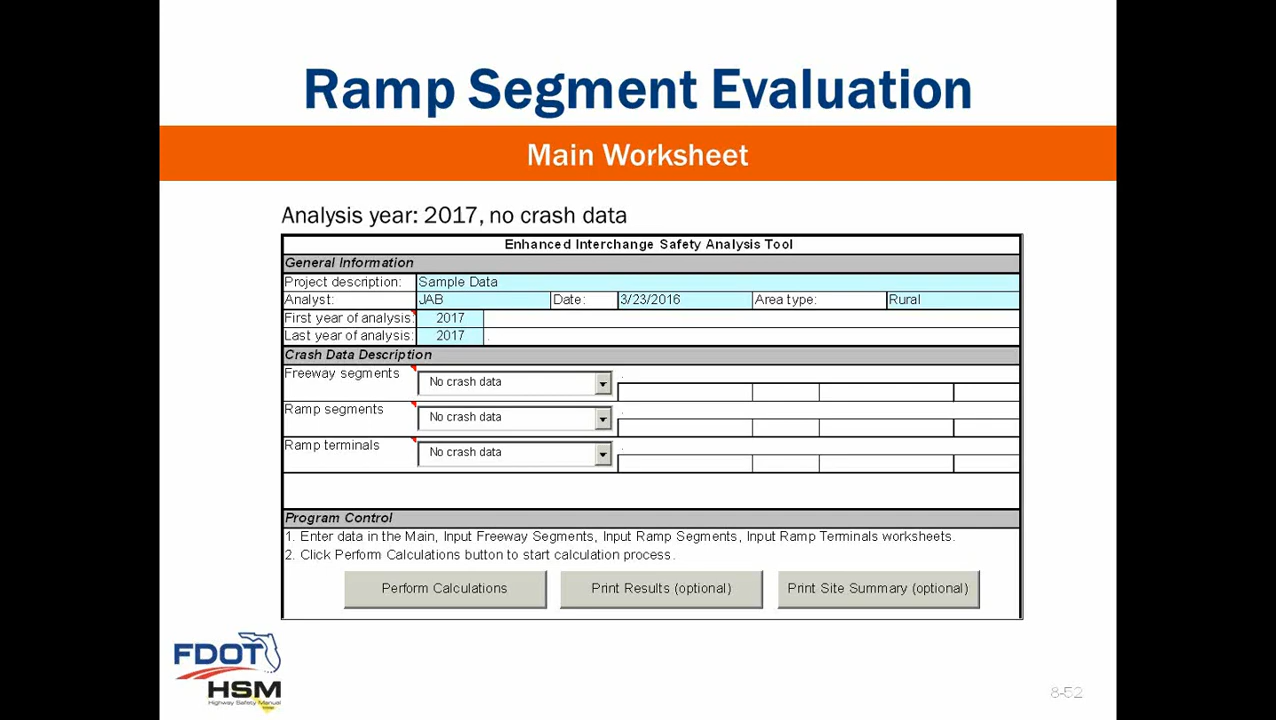 Ramp Segment Evaluation
Main Worksheet
Analysis year: 2017, no crash data
Enhanced Interchange Safety Analysis Tool
General Information
Project description: Sample Data
Analyst: JAB Date: 3/23/2016 Area type: Rural
First year of analysis: 2017
Last year of analysis: 2017
Crash Data Description
Freeway segments No crash data
Ramp segments No crash data
Ramp terminals No crash data
Program Control
1. Enter data in the Main, Input Freeway Segments, Input Ramp Segments, Input Ramp Terminals worksheets.
2. Click Perform Calculations button to start calculation process.
Perform Calculations Print Results (optional) Print Site Summary (optional)
FDOT
HSM
Highway Safety Manual
8-52